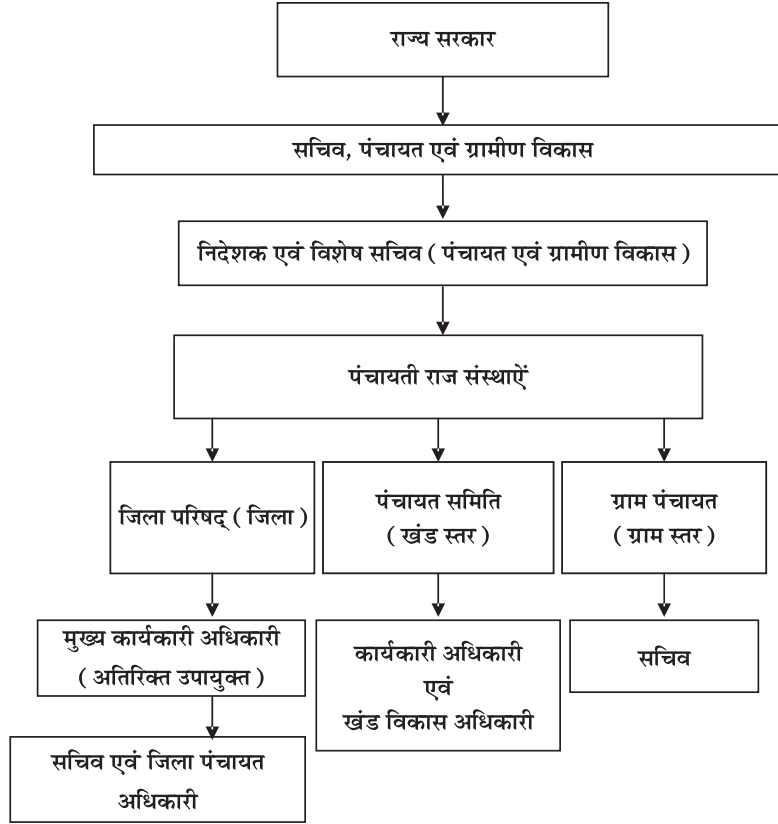 राज्य सरकार
सचिव, पंचायत एवं ग्रामीण विकास
निदेशक एवं विशेष सचिव ( पंचायत एवं ग्रामीण विकास )
पंचायती राज संस्थाऐं
जिला परिषद् ( जिला )
पंचायत समिति
( खंड स्तर )
ग्राम पंचायत
( ग्राम स्तर )
मुख्य कार्यकारी अधिकारी
( अतिरिक्त उपायुक्त )
कार्यकारी अधिकारी
एवं
खंड विकास अधिकारी
सचिव
सचिव एवं जिला पंचायत
अधिकारी